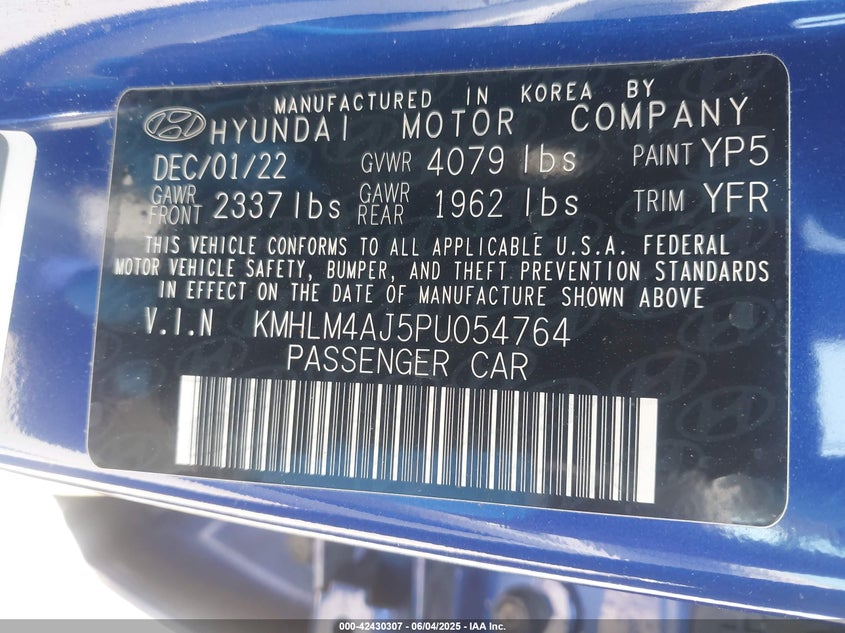 MANUFACTURED IN KOREA BY
HYUNDAI MOTOR COMPANY
DEC/01/22 GVWR 4079 lbs PAINT YP5
GAWR FRONT 2337 lbs GAWR REAR 1962 lbs TRIM YFR
THIS VEHICLE CONFORMS TO ALL APPLICABLE U.S.A. FEDERAL
MOTOR VEHICLE SAFETY, BUMPER, AND THEFT PREVENTION STANDARDS
IN EFFECT ON THE DATE OF MANUFACTURE SHOWN ABOVE
V.I.N KMHLM4AJ5PU054764
PASSENGER CAR
000-42430307 - 06/04/2025 - IAA Inc.